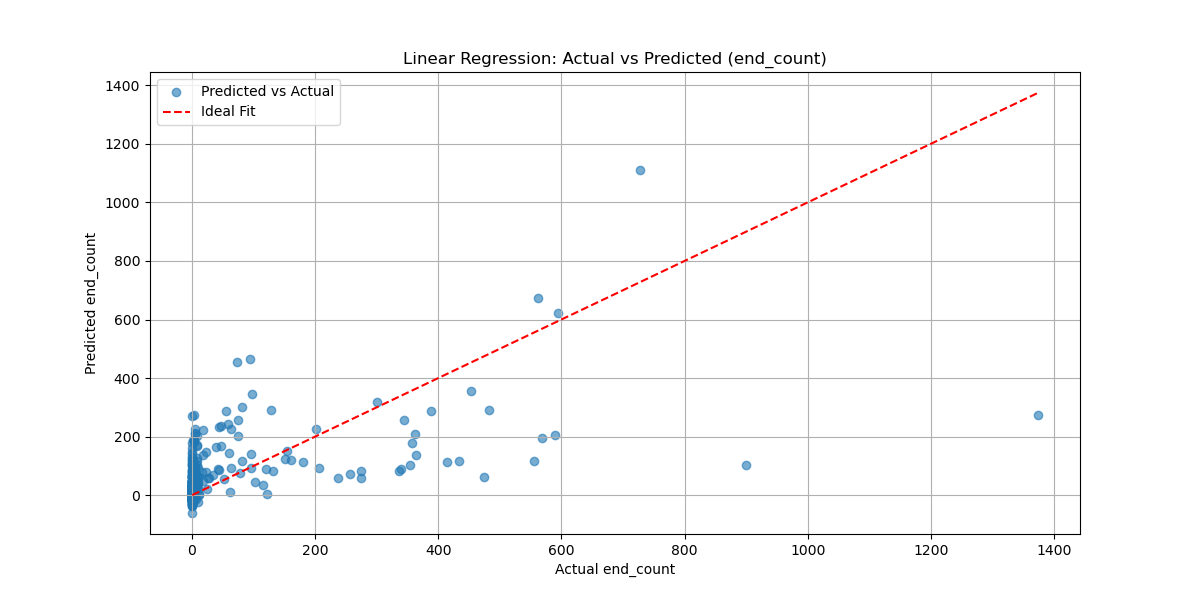 Linear Regression: Actual vs Predicted (end_count)
Predicted vs Actual
Ideal Fit
1400
1200
1000
800
600
400
200
0
Predicted end_count
0 200 400 600 800 1000 1200 1400
Actual end_count